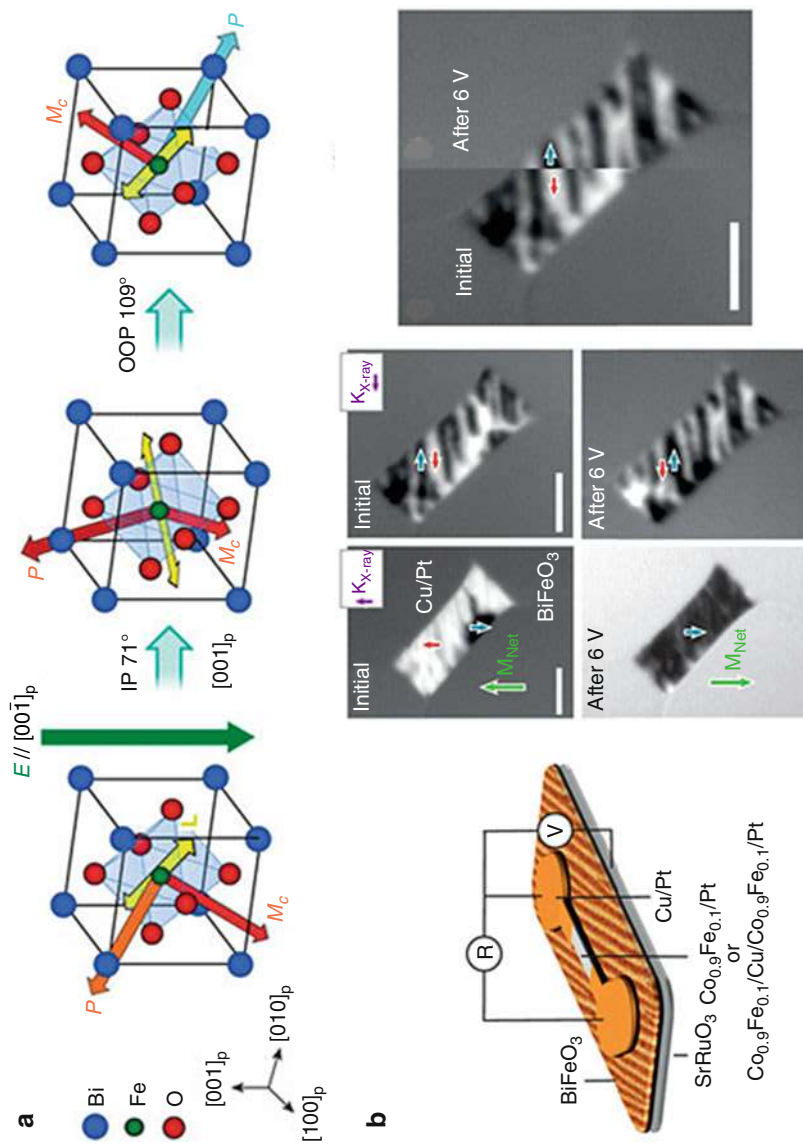 a
Bi
Fe
O
[001]p
[010]p
[100]p
P
L
Mc
E // [001̄]p
IP 71°
[001]p
P
Mc
OOP 109°
Mc
P
b
BiFeO3
R
V
Cu/Pt
SrRuO3 Co0.9Fe0.1/Pt
or
Co0.9Fe0.1/Cu/Co0.9Fe0.1/Pt
Initial
KX-ray
Cu/Pt
MNet
BiFeO3
Initial
KX-ray
After 6 V
MNet
After 6 V
Initial
After 6 V